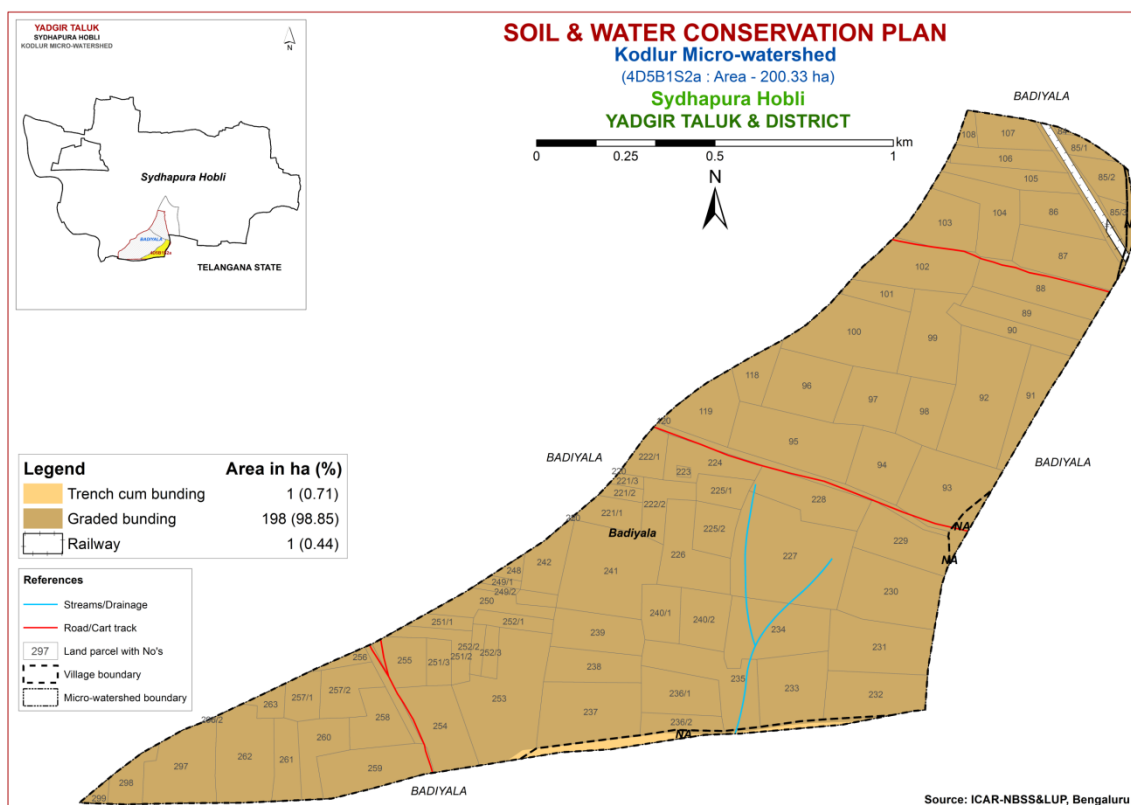 YADGIR TALUK
SYDHAPURA HOBLI
KODLUR MICRO-WATERSHED
N
Sydhapura Hobli
BADIYALA
4D5B1S2a
TELANGANA STATE
SOIL & WATER CONSERVATION PLAN
Kodlur Micro-watershed
(4D5B1S2a : Area - 200.33 ha)
Sydhapura Hobli
YADGIR TALUK & DISTRICT
km
0 0.25 0.5 1
N
BADIYALA
108 107 85/1
106 85/2
105
103 104 86 85/3
102 87
101 88
100 99 89
90
118 96 97 98 92 91
119
120 95
94 93
BADIYALA
BADIYALA
222/1 223 224
220
221/3
221/2 225/1 228
221/1 222/2
Badiyala
225/2 229
NA
NA
242 241 226 227 230
248
249/1
249/2
250
251/1 252/1 240/1 240/2
239 234 231
256 255 251/3 251/2 252/2 252/3
238 235
236/1 233 232
263 257/1 257/2 253 237
258 254 236/2
NA
260
297 262 261
259
298
299
BADIYALA
Legend Area in ha (%)
Trench cum bunding 1 (0.71)
Graded bunding 198 (98.85)
Railway 1 (0.44)
References
Streams/Drainage
Road/Cart track
297 Land parcel with No's
Village boundary
Micro-watershed boundary
Source: ICAR-NBSS&LUP, Bengaluru